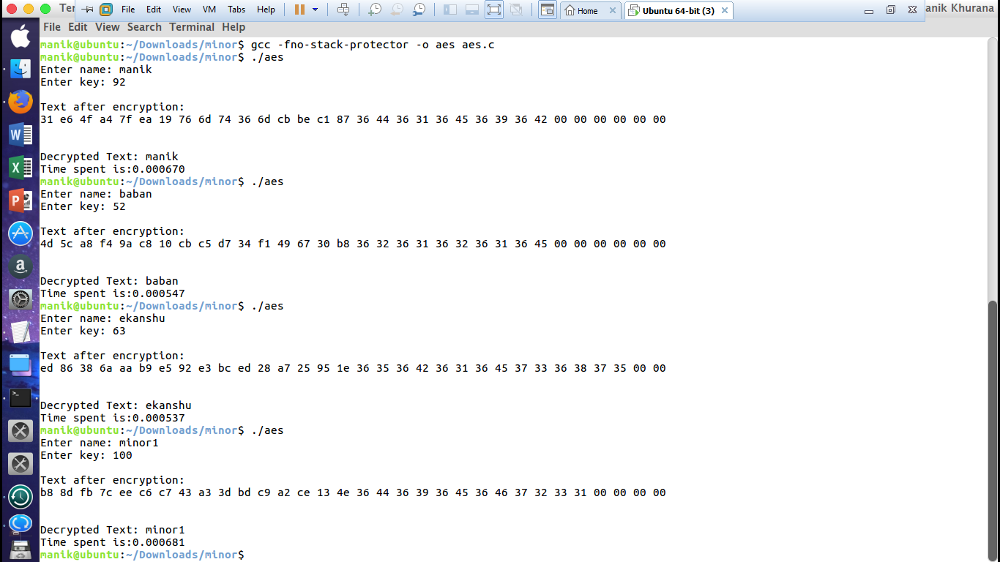 Te File Edit View VM Tabs Help Home Ubuntu 64-bit (3) anik Khurana
File Edit View Search Terminal Help
manik@ubuntu:~/Downloads/minor$ gcc -fno-stack-protector -o aes aes.c
manik@ubuntu:~/Downloads/minor$ ./aes
Enter name: manik
Enter key: 92
Text after encryption:
31 e6 4f a4 7f ea 19 76 6d 74 36 6d cb be c1 87 36 44 36 31 36 45 36 39 36 42 00 00 00 00 00 00
Decrypted Text: manik
Time spent is:0.000670
manik@ubuntu:~/Downloads/minor$ ./aes
Enter name: baban
Enter key: 52
Text after encryption:
4d 5c a8 f4 9a c8 10 cb c5 d7 34 f1 49 67 30 b8 36 32 36 31 36 32 36 31 36 45 00 00 00 00 00 00
Decrypted Text: baban
Time spent is:0.000547
manik@ubuntu:~/Downloads/minor$ ./aes
Enter name: ekanshu
Enter key: 63
Text after encryption:
ed 86 38 6a aa b9 e5 92 e3 bc ed 28 a7 25 95 1e 36 35 36 42 36 31 36 45 37 33 36 38 37 35 00 00
Decrypted Text: ekanshu
Time spent is:0.000537
manik@ubuntu:~/Downloads/minor$ ./aes
Enter name: minor1
Enter key: 100
Text after encryption:
b8 8d fb 7c ee c6 c7 43 a3 3d bd c9 a2 ce 13 4e 36 44 36 39 36 45 36 46 37 32 33 31 00 00 00 00
Decrypted Text: minor1
Time spent is:0.000681
manik@ubuntu:~/Downloads/minor$